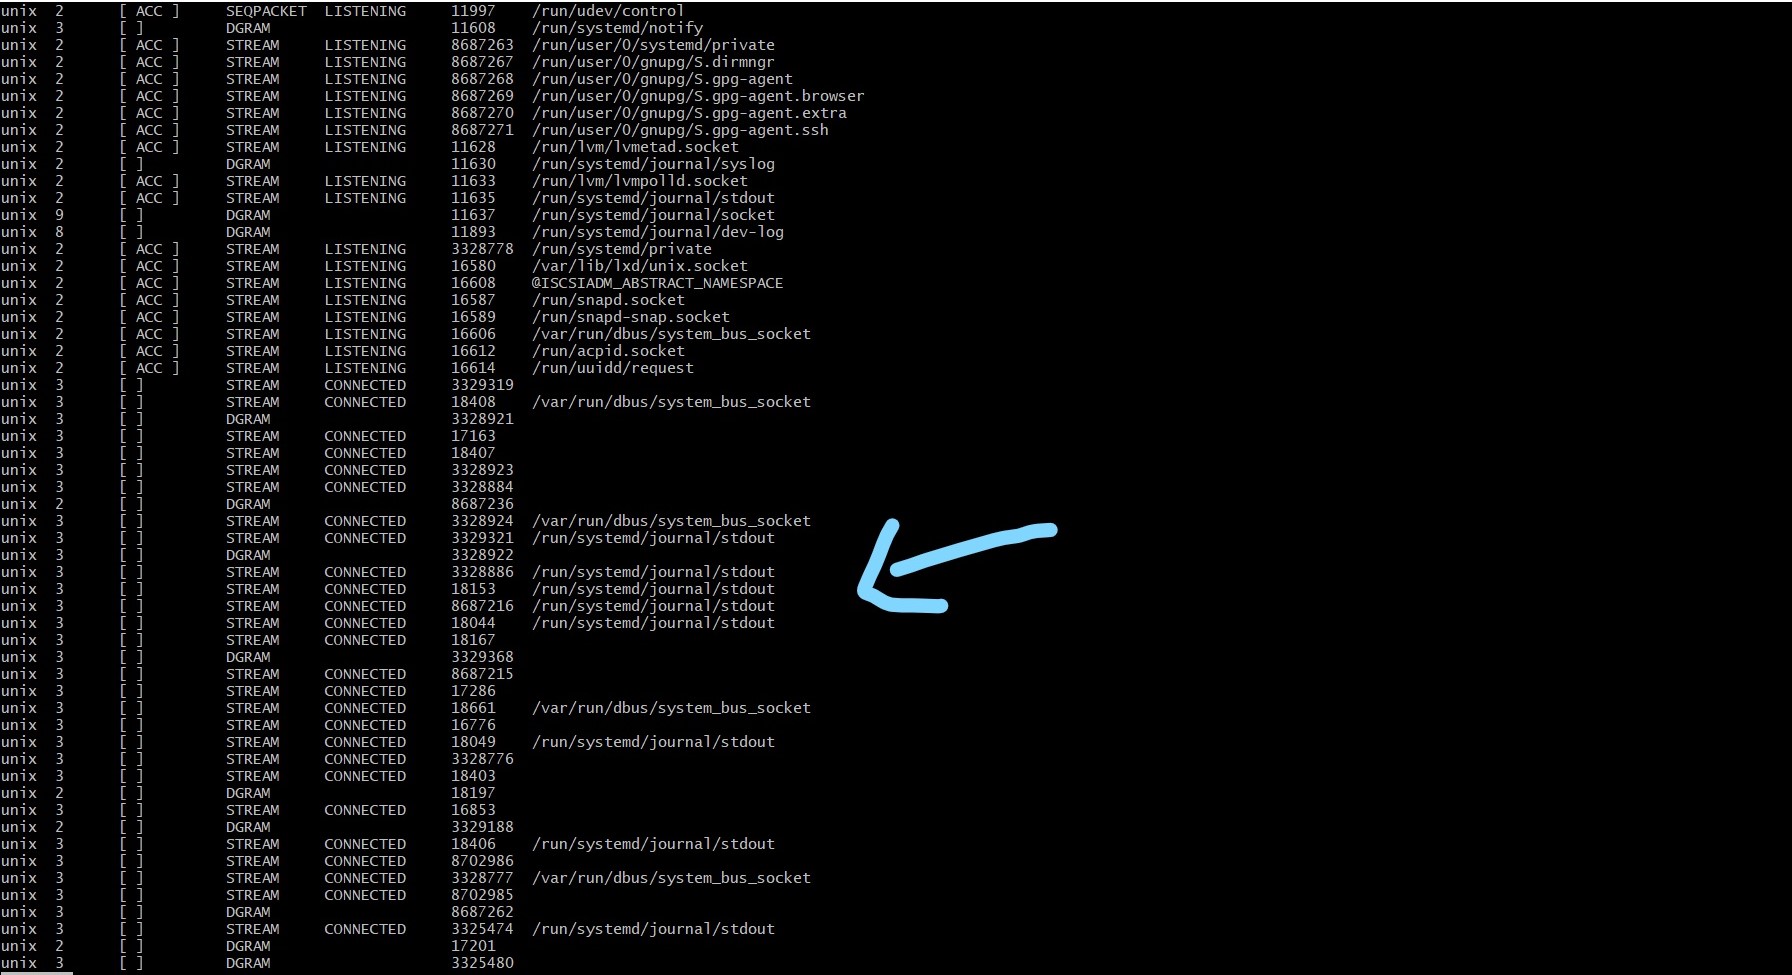 unix 2 [ ACC ] SEQPACKET LISTENING 11997 /run/udev/control
unix 3 [ ] DGRAM 11608 /run/systemd/notify
unix 2 [ ACC ] STREAM LISTENING 8687263 /run/user/0/systemd/private
unix 2 [ ACC ] STREAM LISTENING 8687267 /run/user/0/gnupg/S.dirmngr
unix 2 [ ACC ] STREAM LISTENING 8687268 /run/user/0/gnupg/S.gpg-agent
unix 2 [ ACC ] STREAM LISTENING 8687269 /run/user/0/gnupg/S.gpg-agent.browser
unix 2 [ ACC ] STREAM LISTENING 8687270 /run/user/0/gnupg/S.gpg-agent.extra
unix 2 [ ACC ] STREAM LISTENING 8687271 /run/user/0/gnupg/S.gpg-agent.ssh
unix 2 [ ACC ] STREAM LISTENING 11628 /run/lvm/lvmetad.socket
unix 2 [ ] DGRAM 11630 /run/systemd/journal/syslog
unix 2 [ ACC ] STREAM LISTENING 11633 /run/lvm/lvmpolld.socket
unix 2 [ ACC ] STREAM LISTENING 11635 /run/systemd/journal/stdout
unix 9 [ ] DGRAM 11637 /run/systemd/journal/socket
unix 8 [ ] DGRAM 11893 /run/systemd/journal/dev-log
unix 2 [ ACC ] STREAM LISTENING 3328778 /run/systemd/private
unix 2 [ ACC ] STREAM LISTENING 16580 /var/lib/lxd/unix.socket
unix 2 [ ACC ] STREAM LISTENING 16608 @ISCSIADM_ABSTRACT_NAMESPACE
unix 2 [ ACC ] STREAM LISTENING 16587 /run/snapd.socket
unix 2 [ ACC ] STREAM LISTENING 16589 /run/snapd-snap.socket
unix 2 [ ACC ] STREAM LISTENING 16606 /var/run/dbus/system_bus_socket
unix 2 [ ACC ] STREAM LISTENING 16612 /run/acpid.socket
unix 2 [ ACC ] STREAM LISTENING 16614 /run/uuidd/request
unix 3 [ ] STREAM CONNECTED 3329319
unix 3 [ ] STREAM CONNECTED 18408 /var/run/dbus/system_bus_socket
unix 3 [ ] DGRAM 3328921
unix 3 [ ] STREAM CONNECTED 17163
unix 3 [ ] STREAM CONNECTED 18407
unix 3 [ ] STREAM CONNECTED 3328923
unix 3 [ ] STREAM CONNECTED 3328884
unix 2 [ ] DGRAM 8687236
unix 3 [ ] STREAM CONNECTED 3328924 /var/run/dbus/system_bus_socket
unix 3 [ ] STREAM CONNECTED 3329321 /run/systemd/journal/stdout
unix 3 [ ] DGRAM 3328922
unix 3 [ ] STREAM CONNECTED 3328886 /run/systemd/journal/stdout
unix 3 [ ] STREAM CONNECTED 18153 /run/systemd/journal/stdout
unix 3 [ ] STREAM CONNECTED 8687216 /run/systemd/journal/stdout
unix 3 [ ] STREAM CONNECTED 18044 /run/systemd/journal/stdout
unix 3 [ ] STREAM CONNECTED 18167
unix 3 [ ] DGRAM 3329368
unix 3 [ ] STREAM CONNECTED 8687215
unix 3 [ ] STREAM CONNECTED 17286
unix 3 [ ] STREAM CONNECTED 18661 /var/run/dbus/system_bus_socket
unix 3 [ ] STREAM CONNECTED 16776
unix 3 [ ] STREAM CONNECTED 18049 /run/systemd/journal/stdout
unix 3 [ ] STREAM CONNECTED 3328776
unix 3 [ ] STREAM CONNECTED 18403
unix 2 [ ] DGRAM 18197
unix 3 [ ] STREAM CONNECTED 16853
unix 2 [ ] DGRAM 3329188
unix 3 [ ] STREAM CONNECTED 18406 /run/systemd/journal/stdout
unix 3 [ ] STREAM CONNECTED 8702986
unix 3 [ ] STREAM CONNECTED 3328777 /var/run/dbus/system_bus_socket
unix 3 [ ] STREAM CONNECTED 8702985
unix 3 [ ] DGRAM 8687262
unix 3 [ ] STREAM CONNECTED 3325474 /run/systemd/journal/stdout
unix 2 [ ] DGRAM 17201
unix 3 [ ] DGRAM 3325480